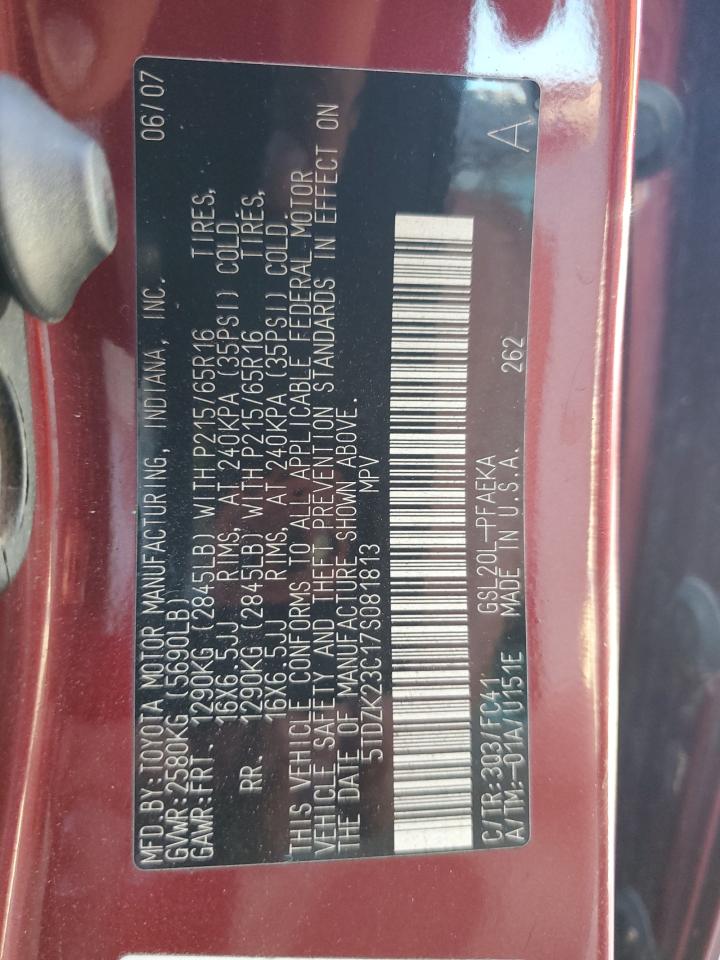 MFD.BY:TOYOTA MOTOR MANUFACTURING, INDIANA, INC. 06/07
GVWR:2580KG(5690LB)
GAWR:FRT. 1290KG (2845LB) WITH P215/65R16 TIRES,
16X6.5JJ RIMS, AT 240KPA (35PSI) COLD.
RR. 1290KG (2845LB) WITH P215/65R16 TIRES,
16X6.5JJ RIMS, AT 240KPA (35PSI) COLD
THIS VEHICLE CONFORMS TO ALL APPLICABLE FEDERAL MOTOR
VEHICLE SAFETY AND THEFT PREVENTION STANDARDS IN EFFECT ON
THE DATE OF MANUFACTURE SHOWN ABOVE.
5TDZK23C17S081813 MPV
C/TR:3Q3/FC41 GSL20L-PFAEKA A
A/TM:-01A/U151E MADE IN U.S.A. 262